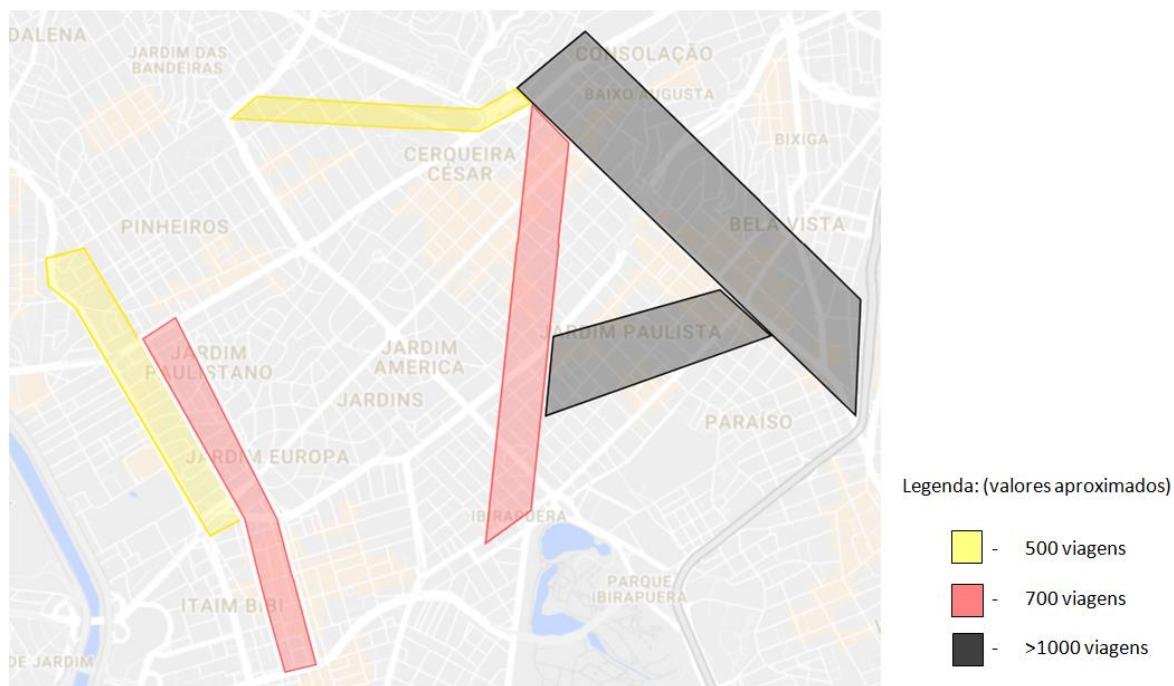 DALENA
JARDIM DAS
BANDEIRAS
CONSOLAÇÃO
BAIXO AUGUSTA
BIXIGA
CERQUEIRA
CÉSAR
PINHEIROS
BELA VISTA
JARDIM PAULISTA
JARDIM
PAULISTANO
JARDIM
AMERICA
JARDINS
PARAÍSO
JARDIM EUROPA
IBIRAPUERA
PARQUE
IBIRAPUERA
ITAIM BIBI
DE JARDIM
Legenda: (valores aproximados)
- 500 viagens
- 700 viagens
- >1000 viagens